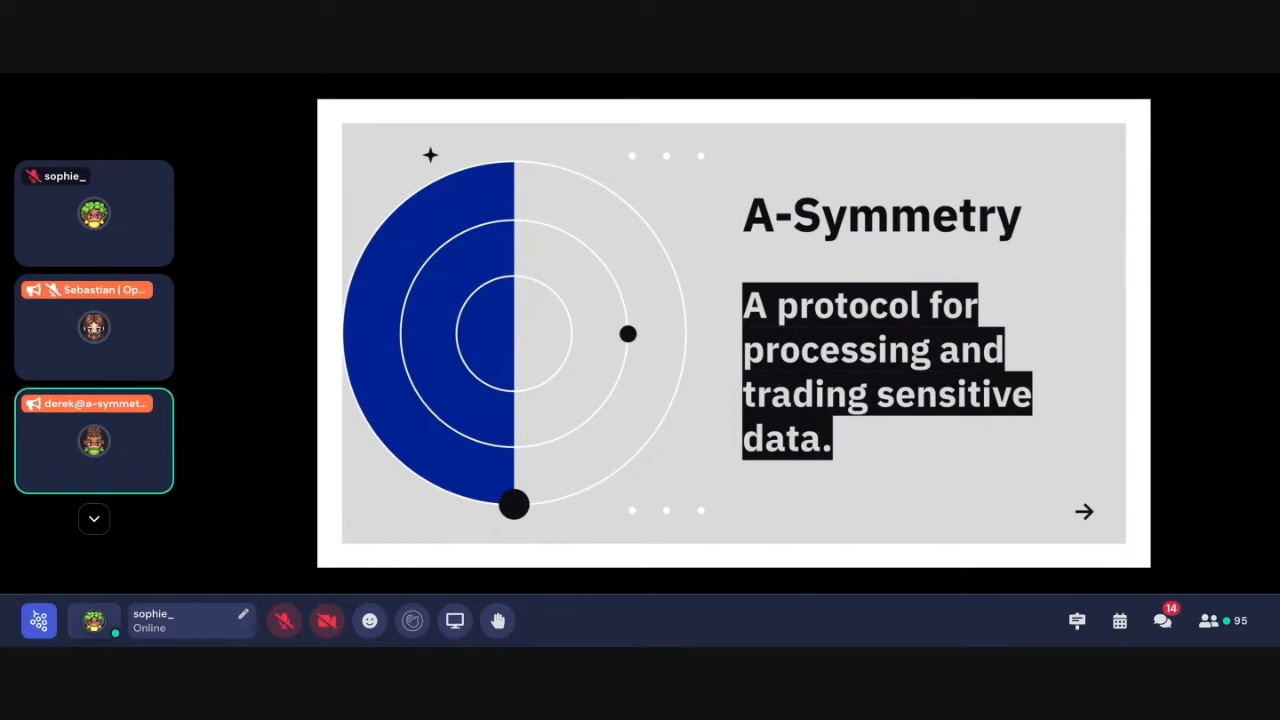 sophie_
Sebastian | Op...
derek@a-symmet...
A-Symmetry
A protocol for
processing and
trading sensitive
data.
sophie_
Online
14
95